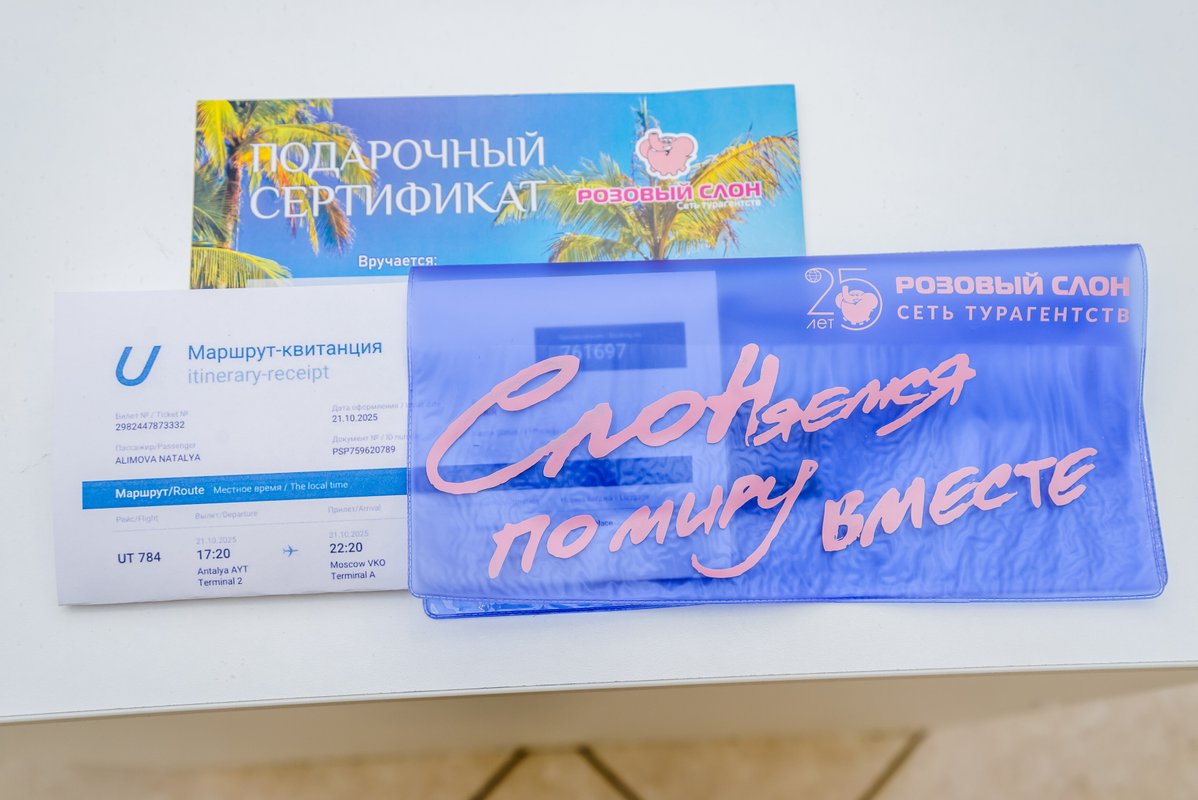 ПОДАРОЧНЫЙ
СЕРТИФИКАТ
РОЗОВЫЙ СЛОН
Сеть турагентств
Вручается:
25 лет
РОЗОВЫЙ СЛОН
СЕТЬ ТУРАГЕНТСТВ
Слоняемся
по миру вместе
Маршрут-квитанция
itinerary-receipt
761697
Билет № / Ticket №
2982447873332
Дата оформления /
21.10.2025
Пассажир/Passenger
ALIMOVA NATALYA
Документ № / ID
PSP759620789
Маршрут/Route Местное время / The local time
Рейс/Flight Вылет/Departure Прилет/Arrival
UT 784
21.10.2025
17:20
Antalya AYT
Terminal 2
21.10.2025
22:20
Moscow VKO
Terminal A